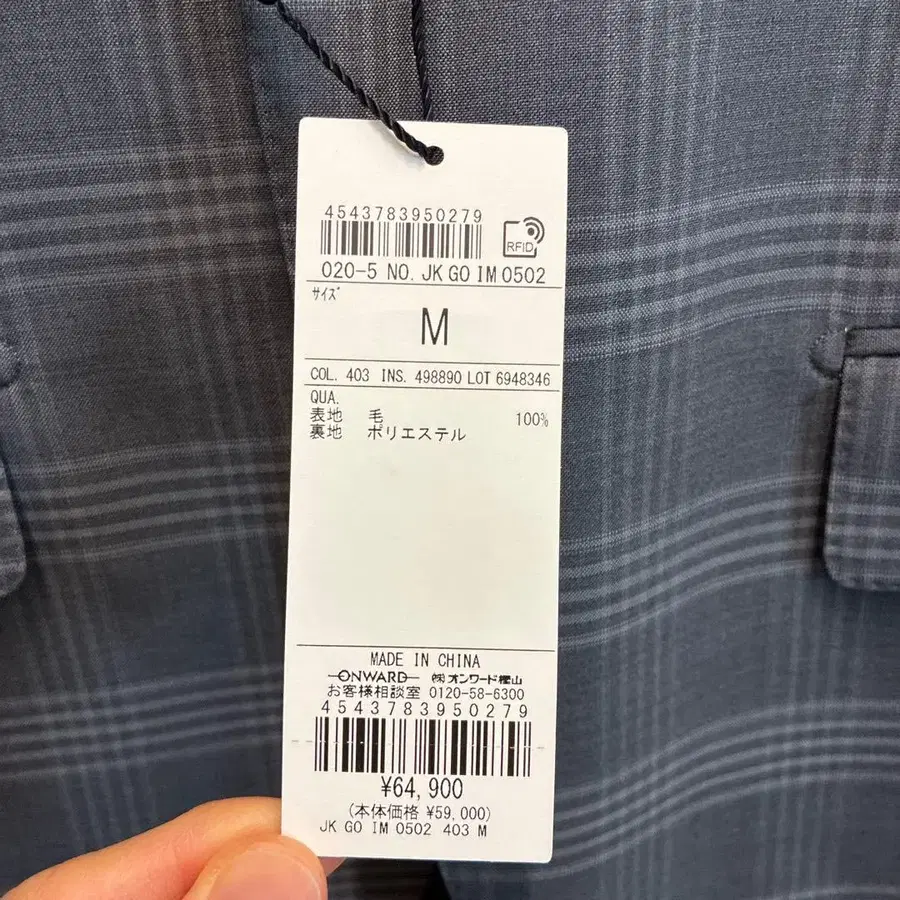 4543783950279
RFID
020-5 NO. JK GO IM 0502
ｻｲｽﾞ
M
COL. 403 INS. 498890 LOT 6948346
QUA.
表地 毛 100%
裏地 ポリエステル
MADE IN CHINA
ONWARD ㈱オンワード樫山
お客様相談室 0120-58-6300
4543783950279
¥64,900
(本体価格 ¥59,000)
JK GO IM 0502 403 M